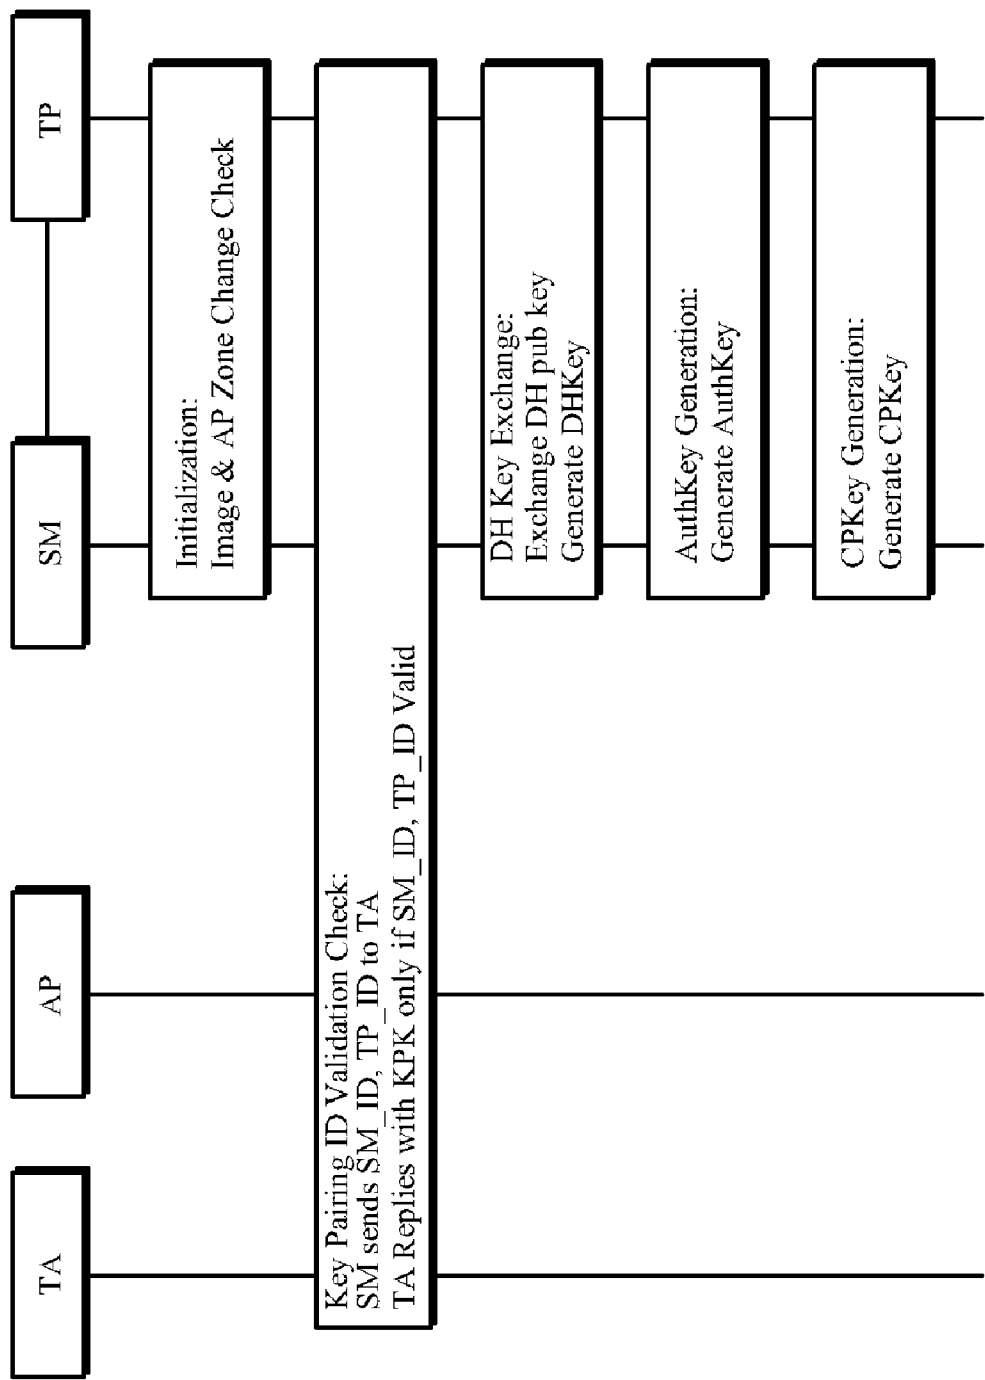 TA
AP
SM
TP
Initialization:
Image & AP Zone Change Check
Key Pairing ID Validation Check:
SM sends SM_ID, TP_ID to TA
TA Replies with KPK only if SM_ID, TP_ID Valid
DH Key Exchange:
Exchange DH pub key
Generate DHKey
AuthKey Generation:
Generate AuthKey
CPKey Generation:
Generate CPKey